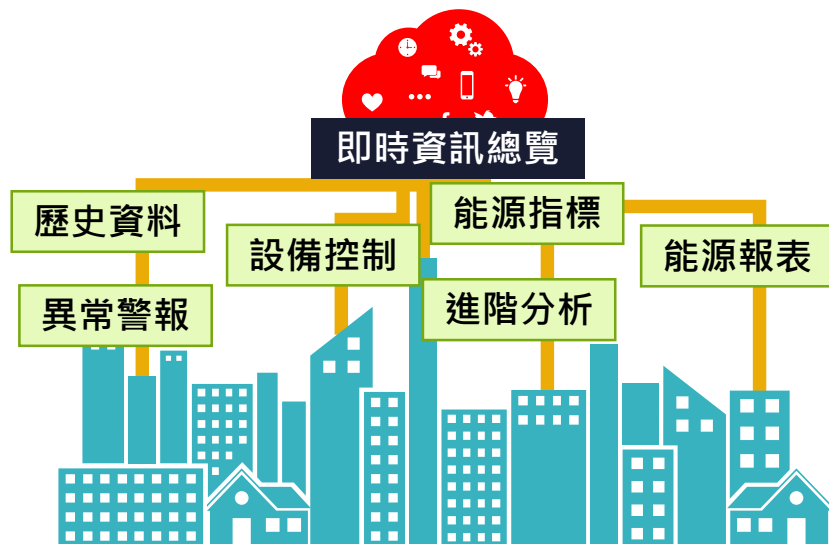 即時資訊總覽
歷史資料
異常警報
設備控制
能源指標
進階分析
能源報表